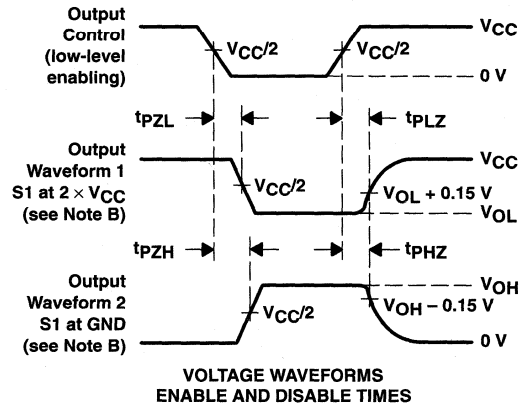 Output
Control
(low-level
enabling)
VCC/2
VCC/2
VCC
0 V
tPZL
tPLZ
Output
Waveform 1
S1 at 2 × VCC
(see Note B)
VCC/2
VCC
VOL + 0.15 V
VOL
tPZH
tPHZ
Output
Waveform 2
S1 at GND
(see Note B)
VCC/2
VOH
VOH – 0.15 V
0 V
VOLTAGE WAVEFORMS
ENABLE AND DISABLE TIMES